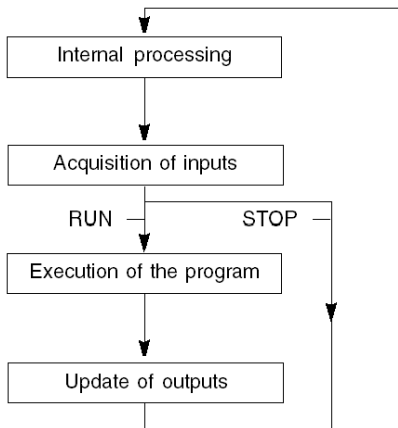 Internal processing
Acquisition of inputs
RUN
STOP
Execution of the program
Update of outputs